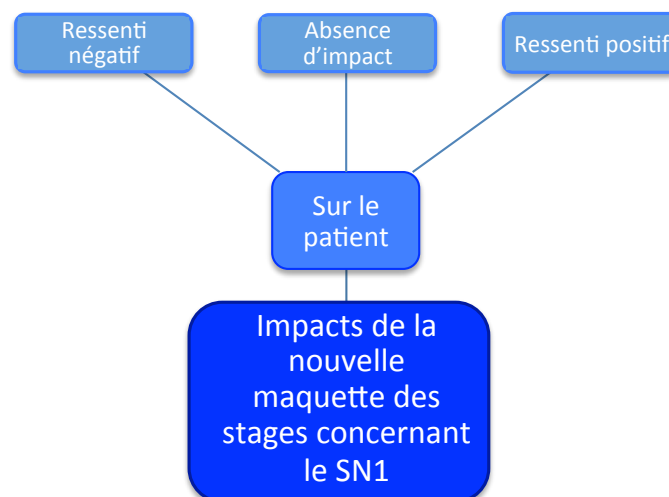 Ressenti
négatif
Absence
d’impact
Ressenti positif
Sur le
patient
Impacts de la
nouvelle
maquette des
stages concernant
le SN1